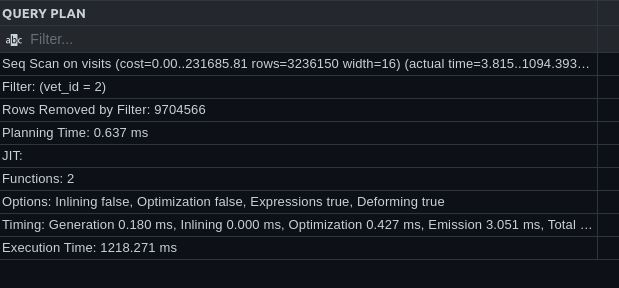 QUERY PLAN
abc Filter...
Seq Scan on visits (cost=0.00..231685.81 rows=3236150 width=16) (actual time=3.815..1094.393...
Filter: (vet_id = 2)
Rows Removed by Filter: 9704566
Planning Time: 0.637 ms
JIT:
Functions: 2
Options: Inlining false, Optimization false, Expressions true, Deforming true
Timing: Generation 0.180 ms, Inlining 0.000 ms, Optimization 0.427 ms, Emission 3.051 ms, Total ...
Execution Time: 1218.271 ms